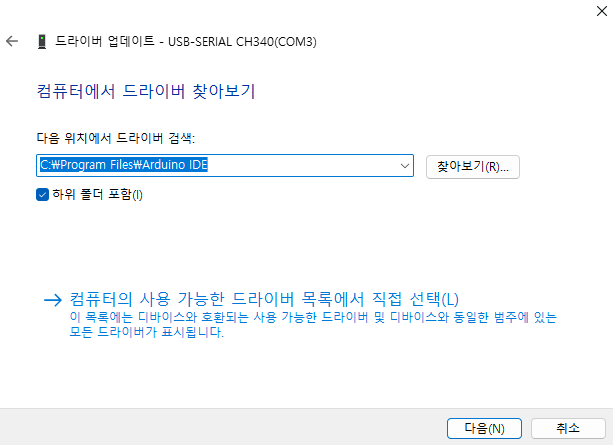 드라이버 업데이트 - USB-SERIAL CH340(COM3)
컴퓨터에서 드라이버 찾아보기
다음 위치에서 드라이버 검색:
C:₩Program Files₩Arduino IDE
찾아보기(R)...
하위 폴더 포함(I)
컴퓨터의 사용 가능한 드라이버 목록에서 직접 선택(L)
이 목록에는 디바이스와 호환되는 사용 가능한 드라이버 및 디바이스와 동일한 범주에 있는
모든 드라이버가 표시됩니다.
다음(N)
취소